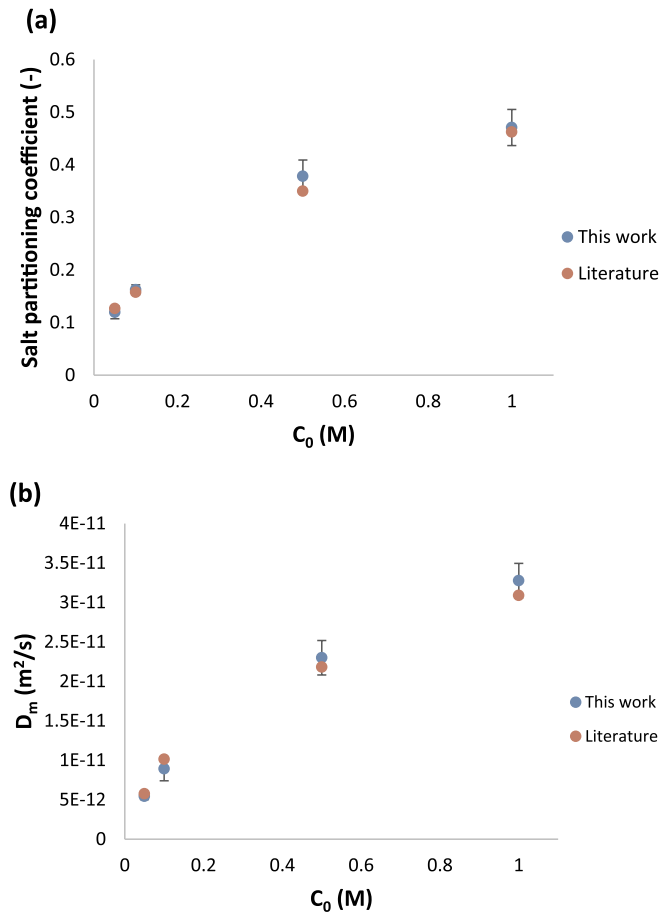 (a)
Salt partitioning coefficient (-)
0.6
0.5
0.4
0.3
0.2
0.1
0
0 0.2 0.4 0.6 0.8 1
C₀ (M)
This work
Literature
(b)
Dₘ (m²/s)
4E-11
3.5E-11
3E-11
2.5E-11
2E-11
1.5E-11
1E-11
5E-12
0
0 0.2 0.4 0.6 0.8 1
C₀ (M)
This work
Literature